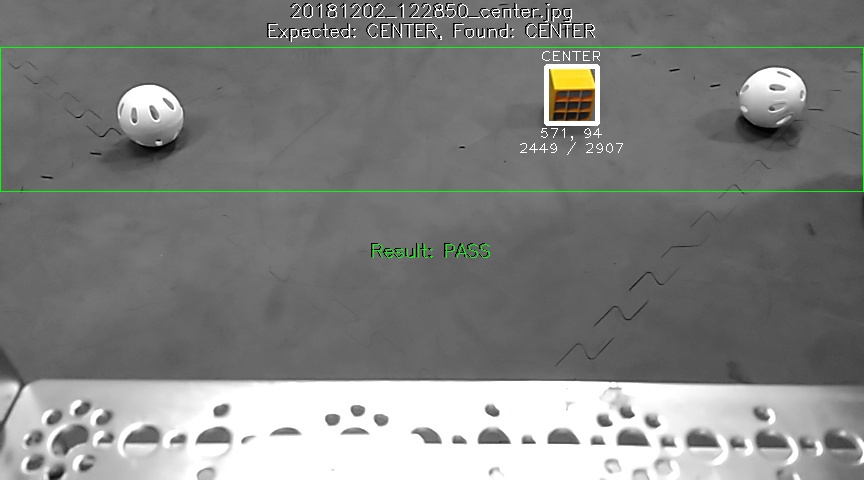 20181202_122850_center.jpg
Expected: CENTER, Found: CENTER
CENTER
571, 94
2449 / 2907
Result: PASS